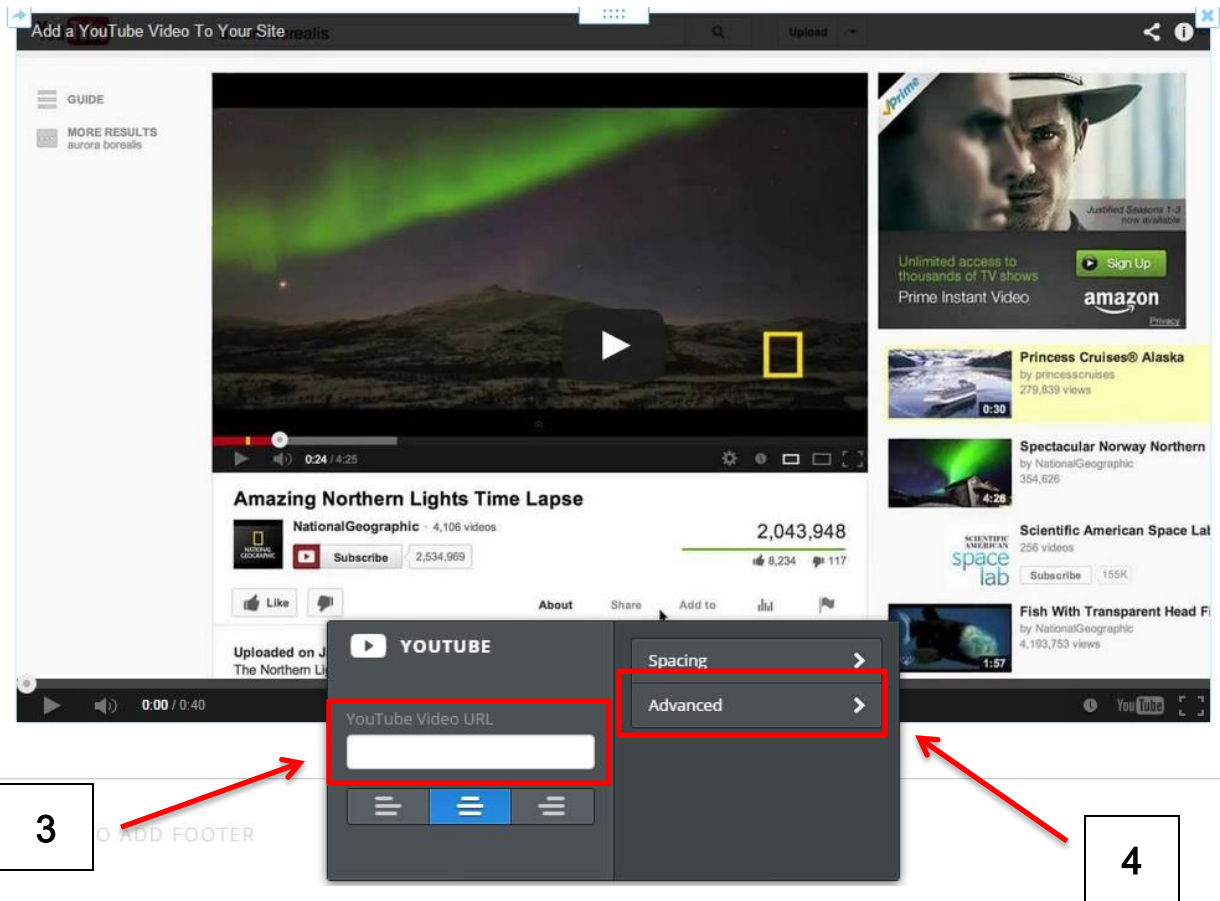 Add a YouTube Video To Your Site
Upload
GUIDE
MORE RESULTS
aurora borealis
Prime
Justified Seasons 1-3
now available
Unlimited access to
thousands of TV shows
Prime Instant Video
Sign Up
amazon
Privacy
0:24 / 4:25
Princess Cruises® Alaska
by princesscruises
279,839 views
0:30
Spectacular Norway Northern
by NationalGeographic
354,626
4:26
Scientific American Space Lab
256 videos
Subscribe 155K
SCIENTIFIC
AMERICAN
space
lab
Fish With Transparent Head
by NationalGeographic
4,193,753 views
1:57
Amazing Northern Lights Time Lapse
NationalGeographic · 4,106 videos
NATIONAL
GEOGRAPHIC
Subscribe 2,534,969
2,043,948
8,234 117
Like
About Share Add to
Uploaded on
The Northern
0:00 / 0:40
YouTube
YOUTUBE
YouTube Video URL
Spacing
Advanced
3
O ADD FOOTER
4